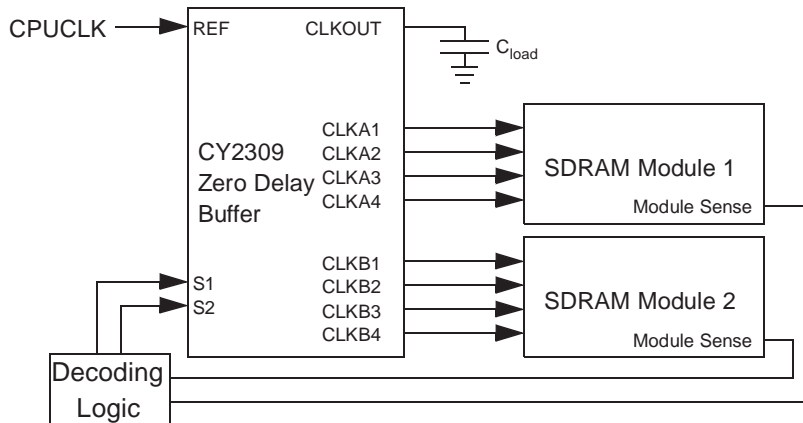 CPUCLK
REF
CLKOUT
Cload
CLKA1
CLKA2
CLKA3
CLKA4
CY2309
Zero Delay
Buffer
SDRAM Module 1
Module Sense
CLKB1
CLKB2
CLKB3
CLKB4
S1
S2
SDRAM Module 2
Module Sense
Decoding
Logic